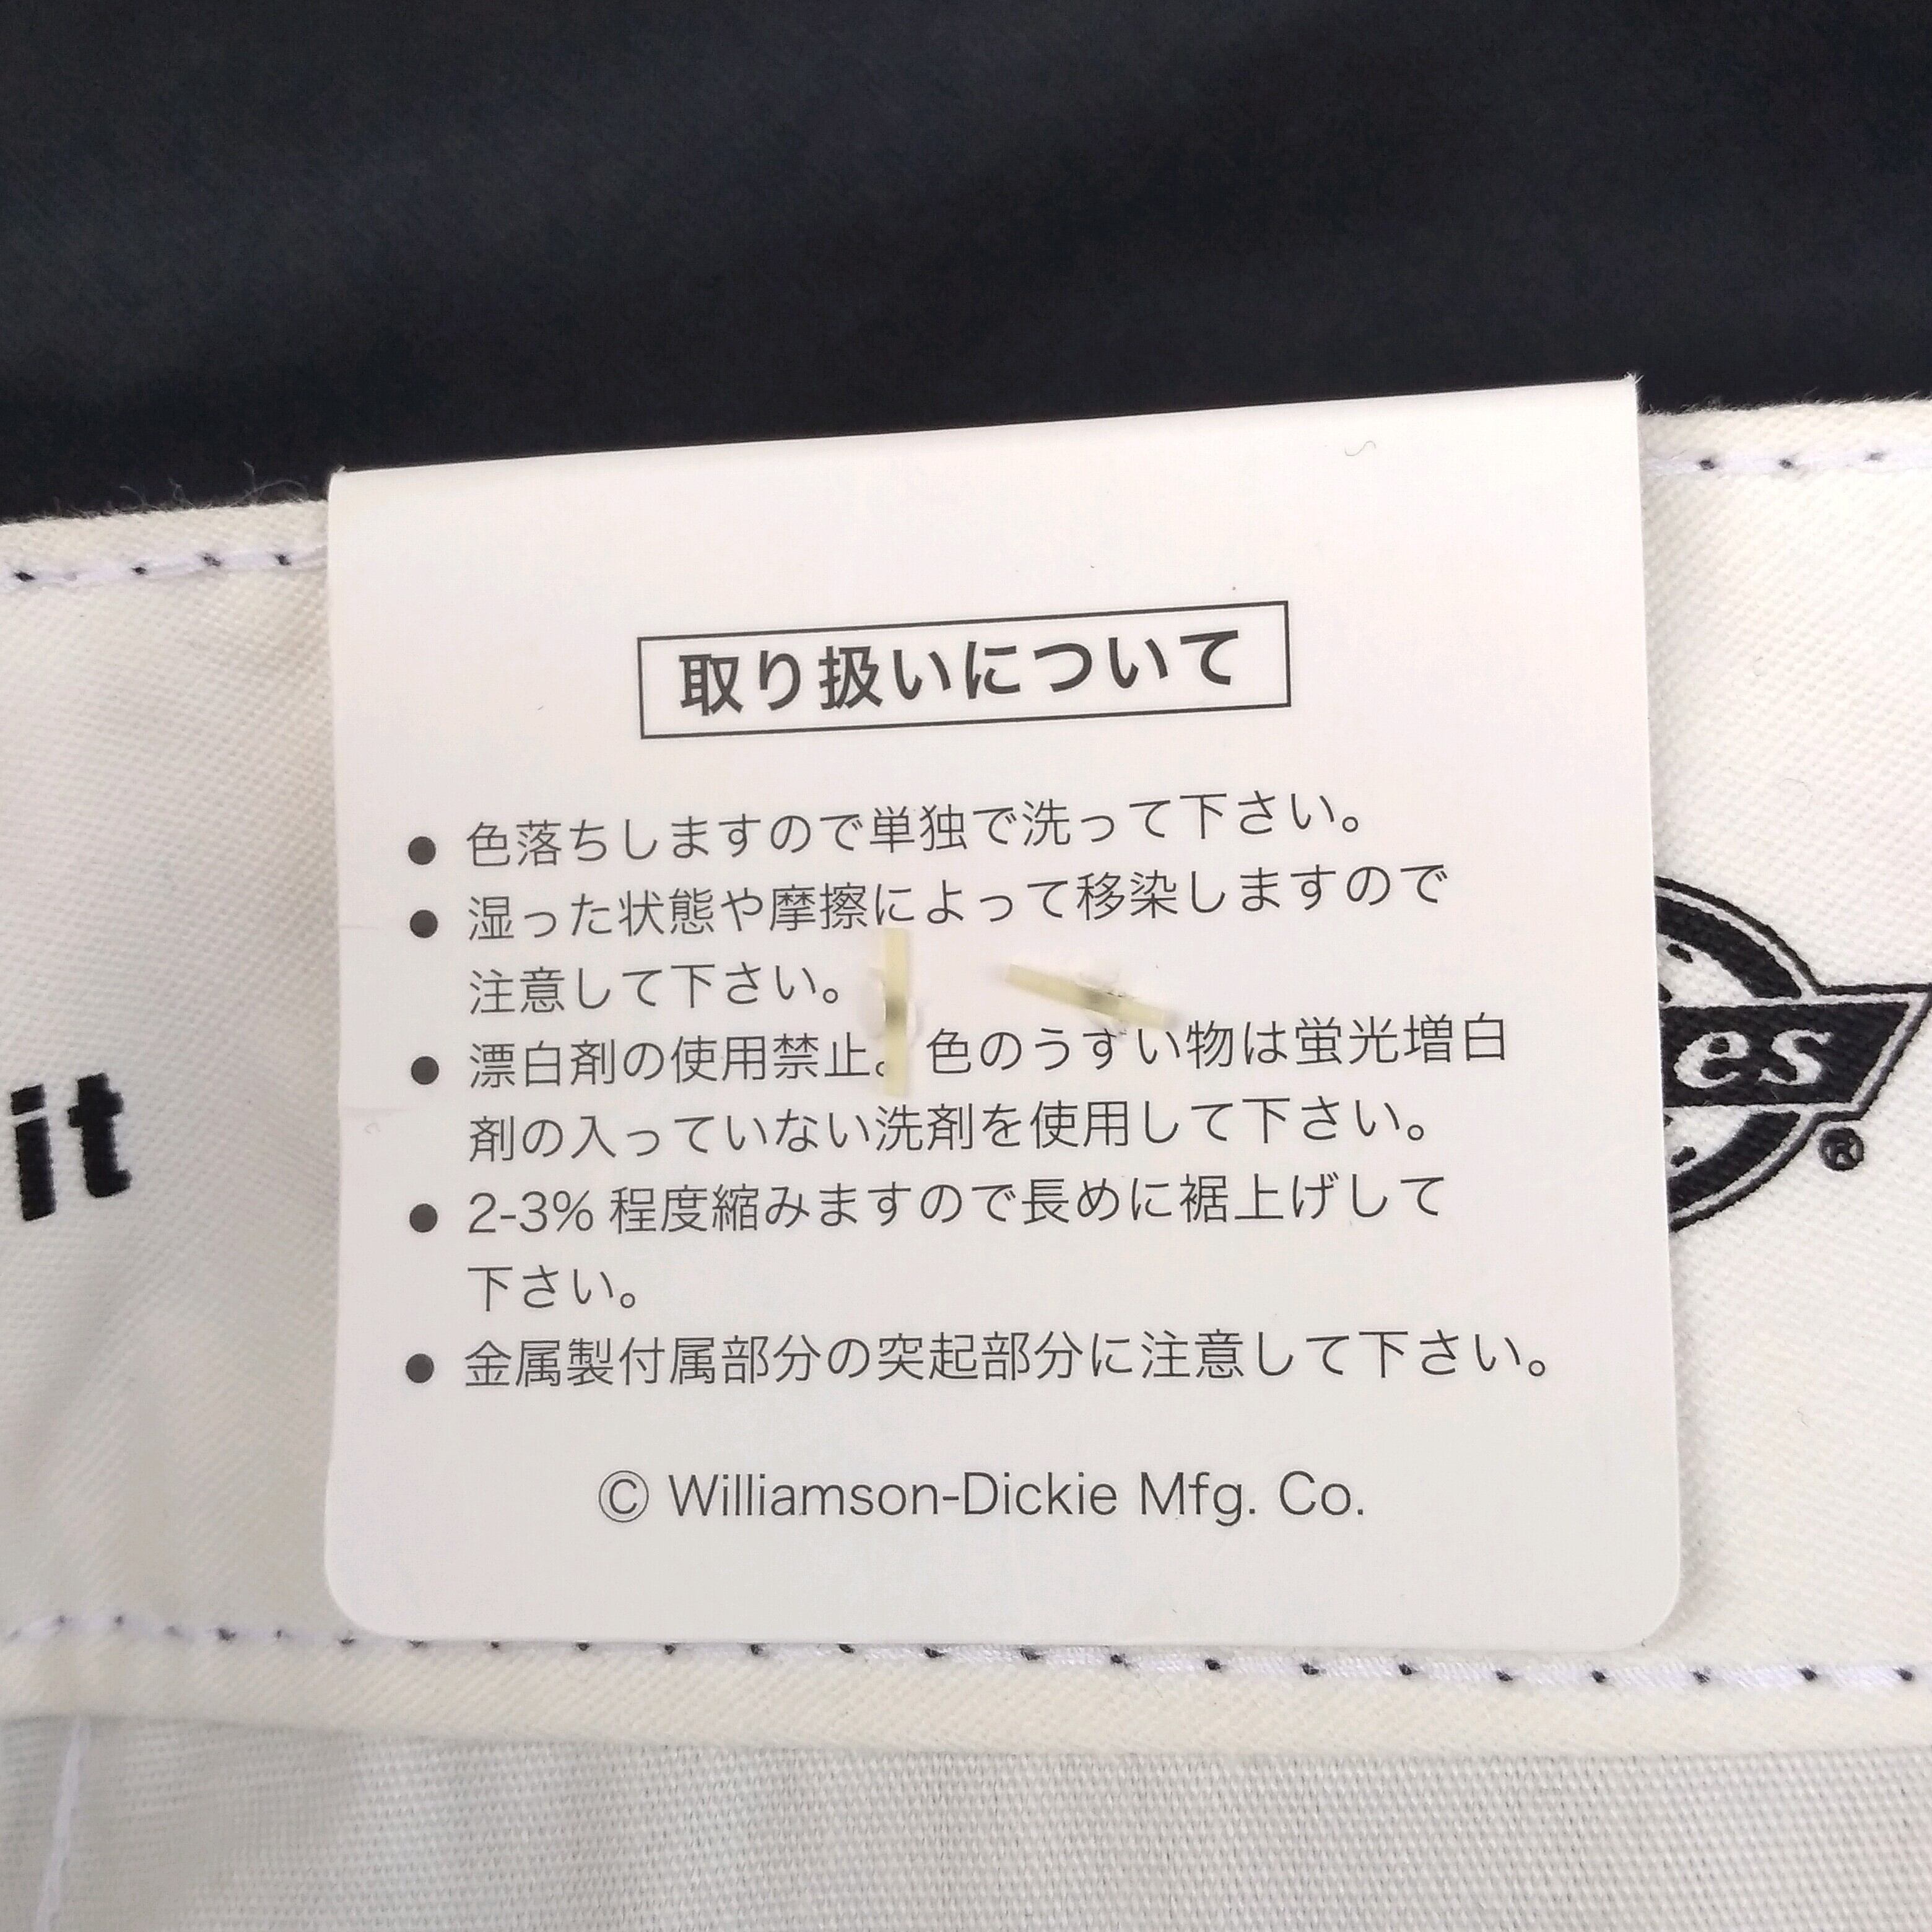 取り扱いについて
● 色落ちしますので単独で洗って下さい。
● 湿った状態や摩擦によって移染しますので
注意して下さい。
● 漂白剤の使用禁止。色のうすい物は蛍光増白
剤の入っていない洗剤を使用して下さい。
● 2-3% 程度縮みますので長めに裾上げして
下さい。
● 金属製付属部分の突起部分に注意して下さい。
© Williamson-Dickie Mfg. Co.
it
es
®